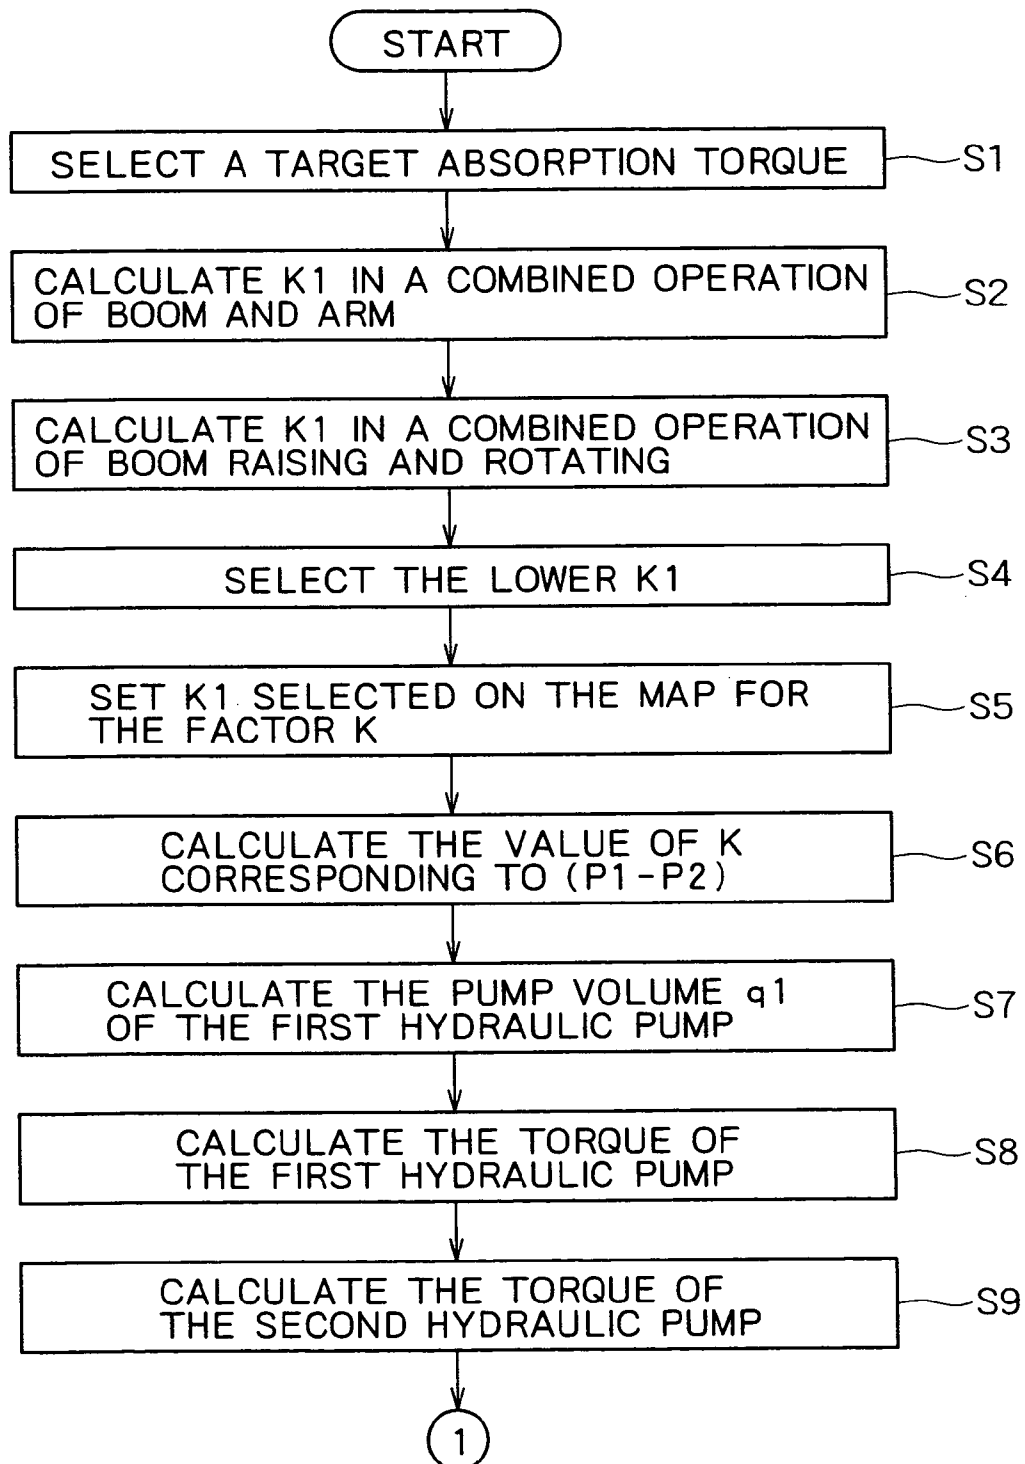 START
SELECT A TARGET ABSORPTION TORQUE
S1
CALCULATE K1 IN A COMBINED OPERATION
OF BOOM AND ARM
S2
CALCULATE K1 IN A COMBINED OPERATION
OF BOOM RAISING AND ROTATING
S3
SELECT THE LOWER K1
S4
SET K1 SELECTED ON THE MAP FOR
THE FACTOR K
S5
CALCULATE THE VALUE OF K
CORRESPONDING TO (P1-P2)
S6
CALCULATE THE PUMP VOLUME q1
OF THE FIRST HYDRAULIC PUMP
S7
CALCULATE THE TORQUE OF
THE FIRST HYDRAULIC PUMP
S8
CALCULATE THE TORQUE OF
THE SECOND HYDRAULIC PUMP
S9
1